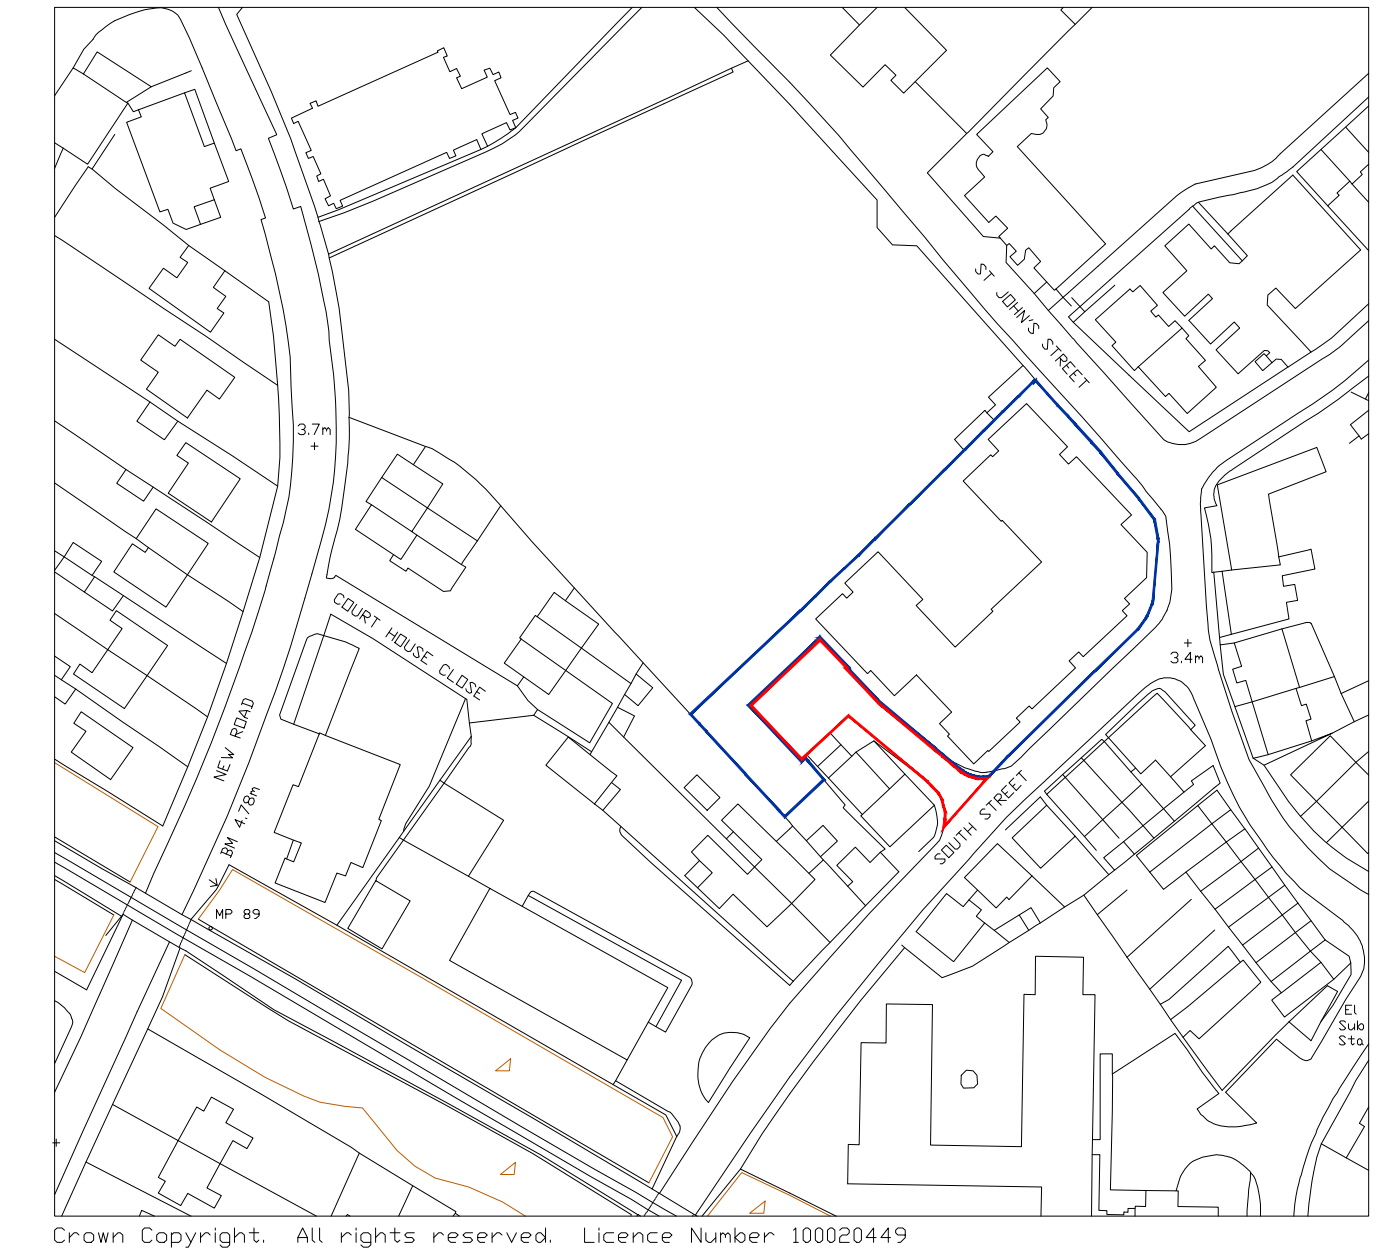 ST JOHN'S STREET
3.7m
COURT HOUSE CLOSE
3.4m
NEW ROAD
BM 4.78m
SOUTH STREET
MP 89
El
Sub
Sta
Crown Copyright. All rights reserved. Licence Number 100020449